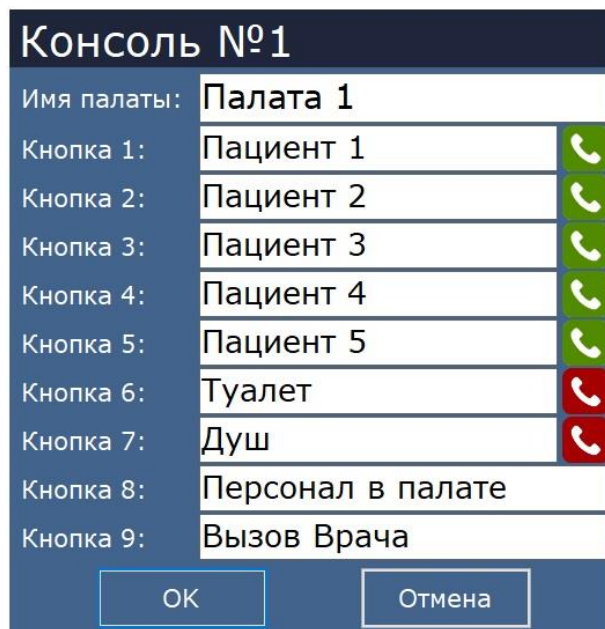 Консоль №1
Имя палаты: Палата 1
Кнопка 1: Пациент 1
Кнопка 2: Пациент 2
Кнопка 3: Пациент 3
Кнопка 4: Пациент 4
Кнопка 5: Пациент 5
Кнопка 6: Туалет
Кнопка 7: Душ
Кнопка 8: Персонал в палате
Кнопка 9: Вызов Врача
OK Отмена